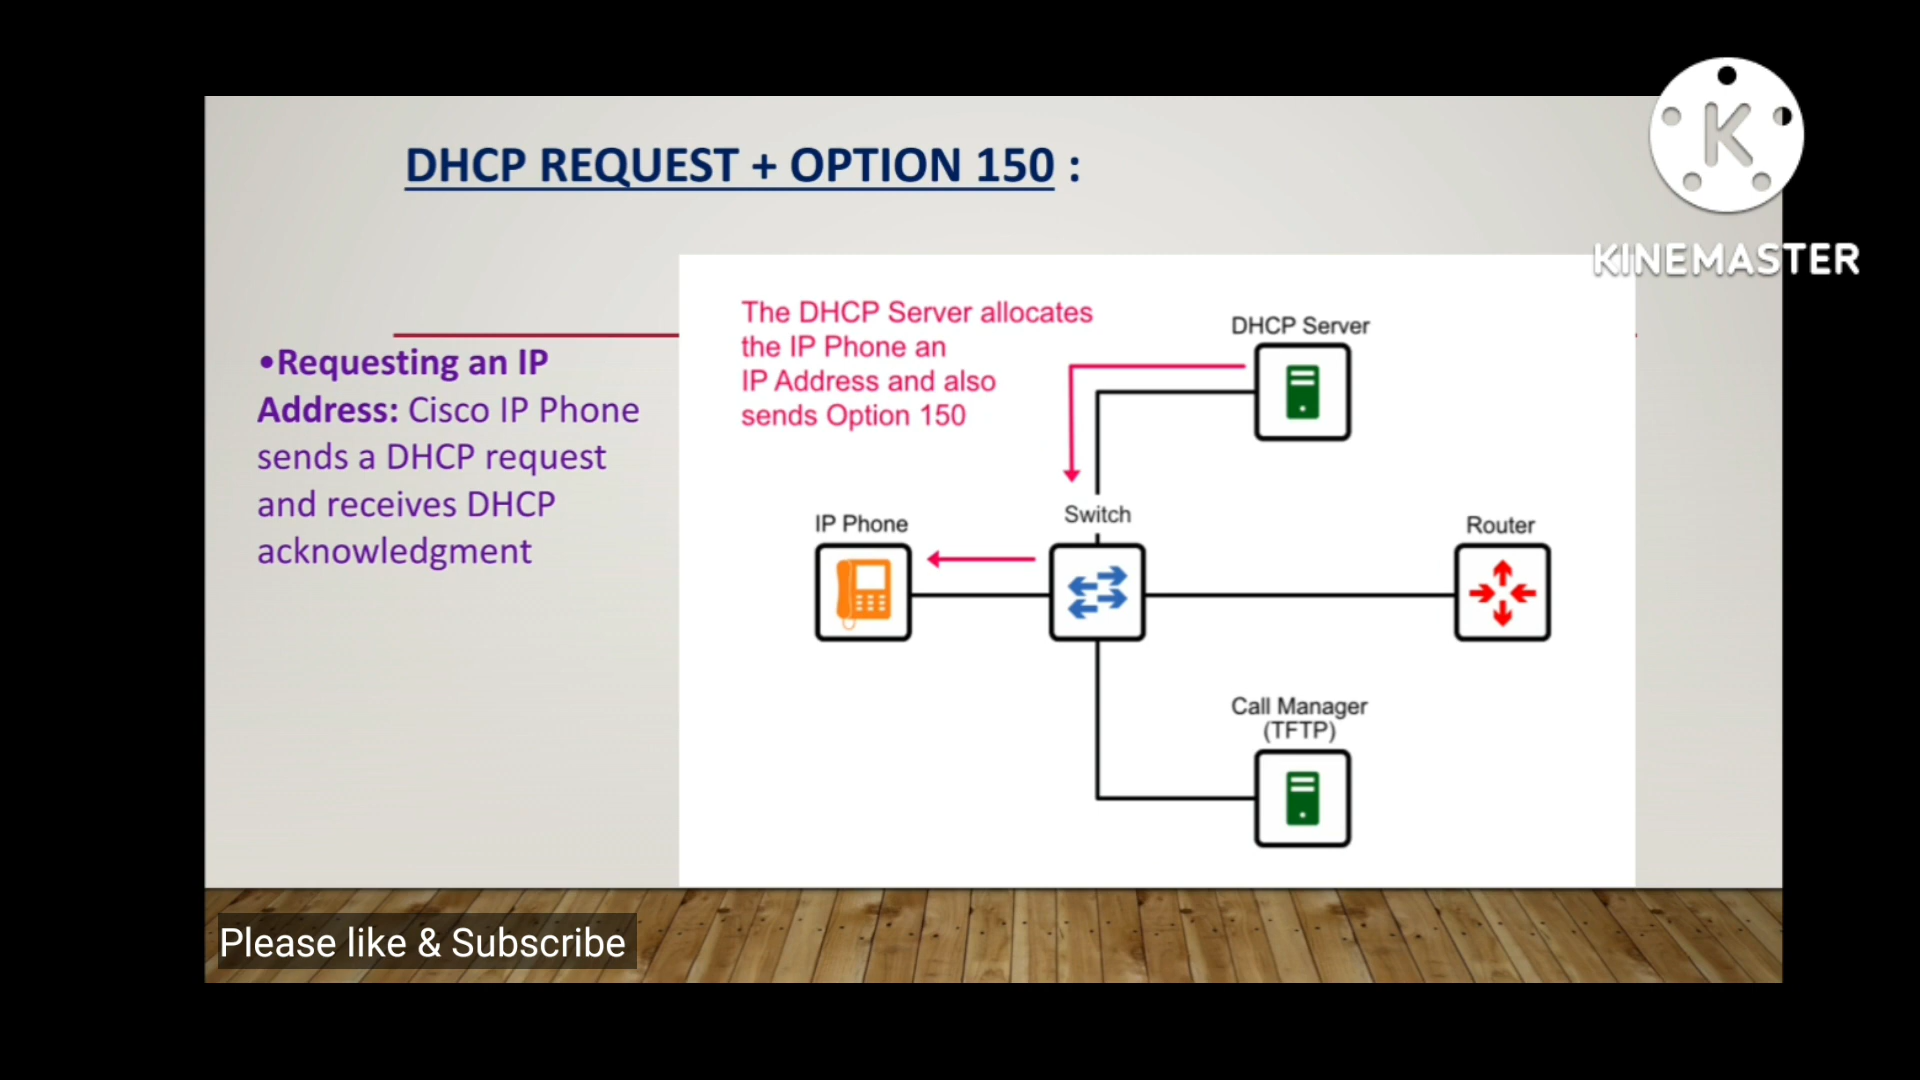 DHCP REQUEST + OPTION 150 :
•Requesting an IP
Address: Cisco IP Phone
sends a DHCP request
and receives DHCP
acknowledgment
The DHCP Server allocates
the IP Phone an
IP Address and also
sends Option 150
DHCP Server
IP Phone
Switch
Router
Call Manager
(TFTP)
K
KINEMASTER
Please like & Subscribe